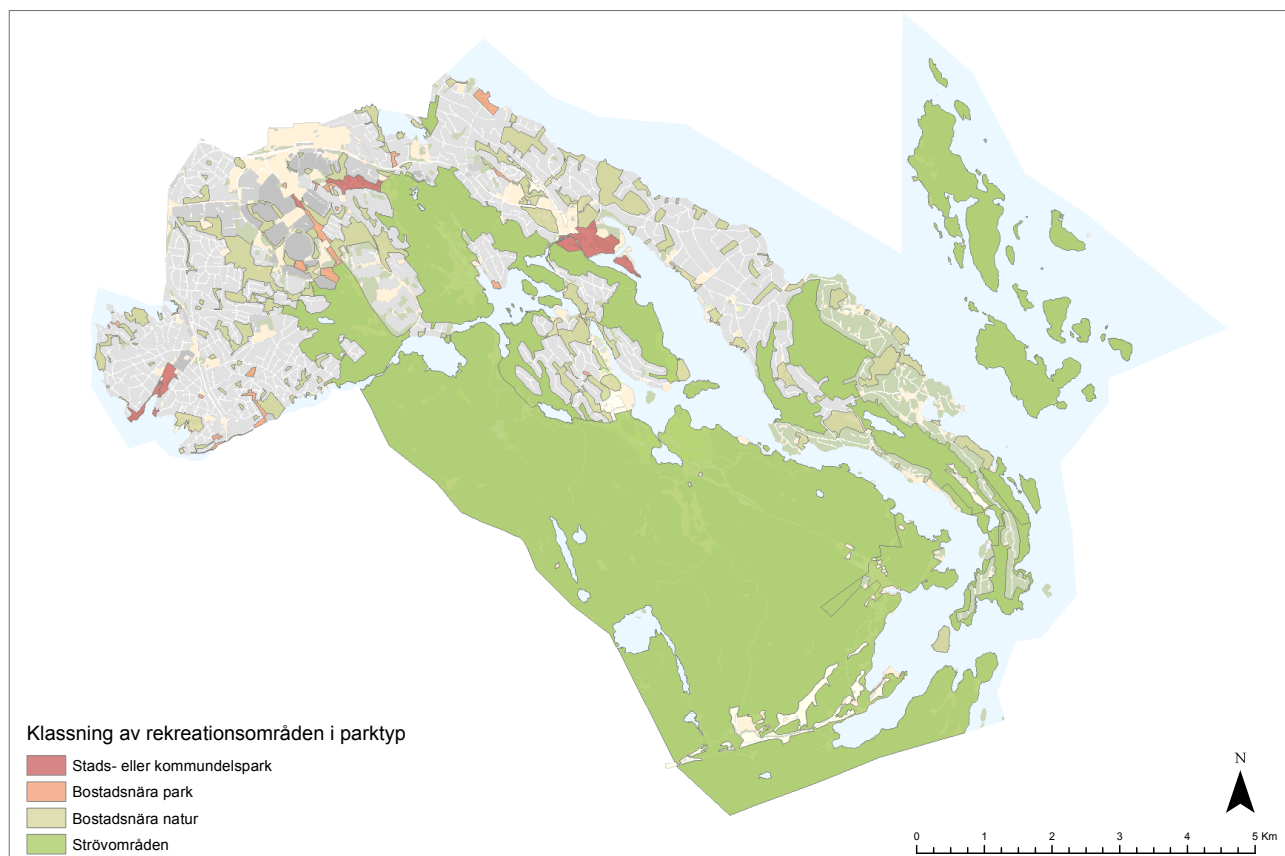 Klassning av rekreationsområden i parktyp
Stads- eller kommundelspark
Bostadsnära park
Bostadsnära natur
Strövområden
N
0 1 2 3 4 5 Km